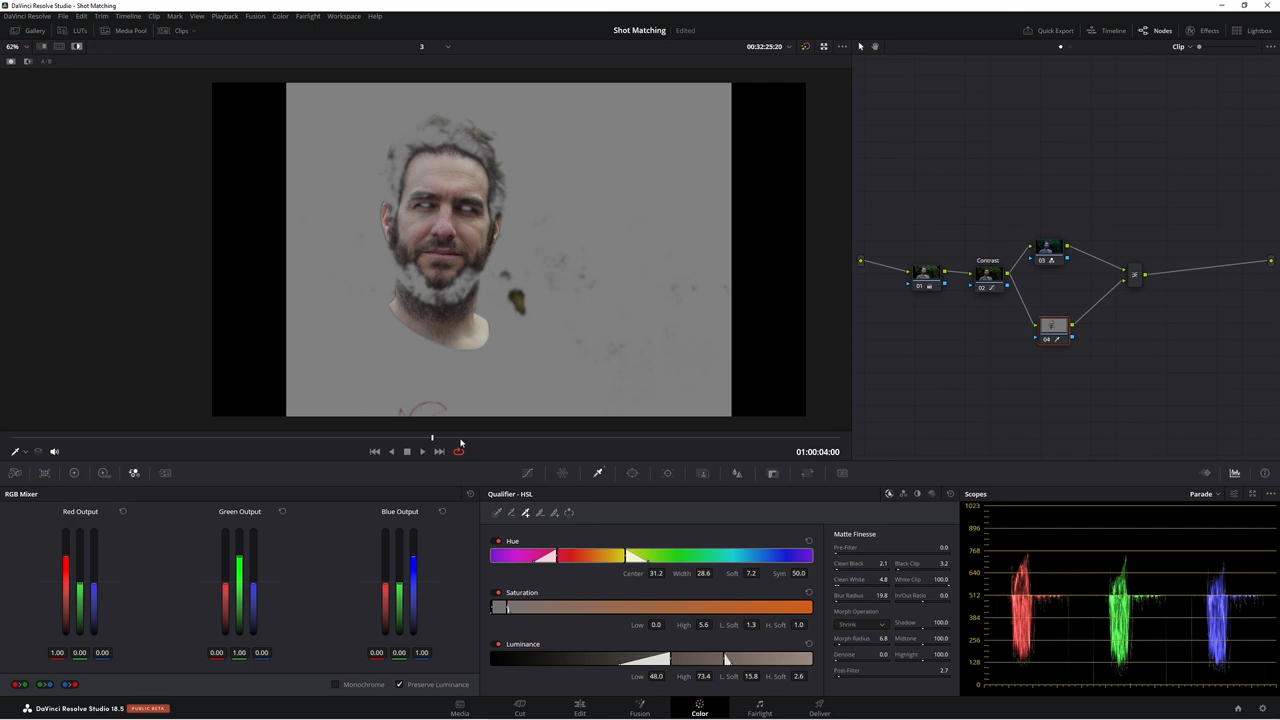 DaVinci Resolve Studio - Shot Matching
DaVinci Resolve File Edit Trim Timeline Clip Mark View Playback Fusion Color Fairlight Workspace Help
Gallery LUTs Media Pool Clips Shot Matching Edited Quick Export Timeline Nodes Effects Lightbox
62% 3 00:32:25:20 Clip
A/B
Contrast
03
01
02
04
01:00:04:00
RGB Mixer Qualifier - HSL Scopes Parade
Red Output Green Output Blue Output
1.00 0.00 0.00 0.00 1.00 0.00 0.00 0.00 1.00
Monochrome Preserve Luminance
Hue
Center 31.2 Width 28.6 Soft 7.2 Sym 50.0
Saturation
Low 0.0 High 5.6 L. Soft 1.3 H. Soft 1.0
Luminance
Low 48.0 High 73.4 L. Soft 15.8 H. Soft 2.6
Matte Finesse
Pre-Filter 0.0
Clean Black 2.1 Black Clip 3.2
Clean White 4.8 White Clip 100.0
Blur Radius 19.8 In/Out Ratio 0.0
Morph Operation
Shrink Shadow 100.0
Morph Radius 6.8 Midtone 100.0
Denoise 0.0 Highlight 100.0
Post-Filter 2.7
1023
896
768
640
512
384
256
128
0
DaVinci Resolve Studio 18.5 PUBLIC BETA
Media Cut Edit Fusion Color Fairlight Deliver